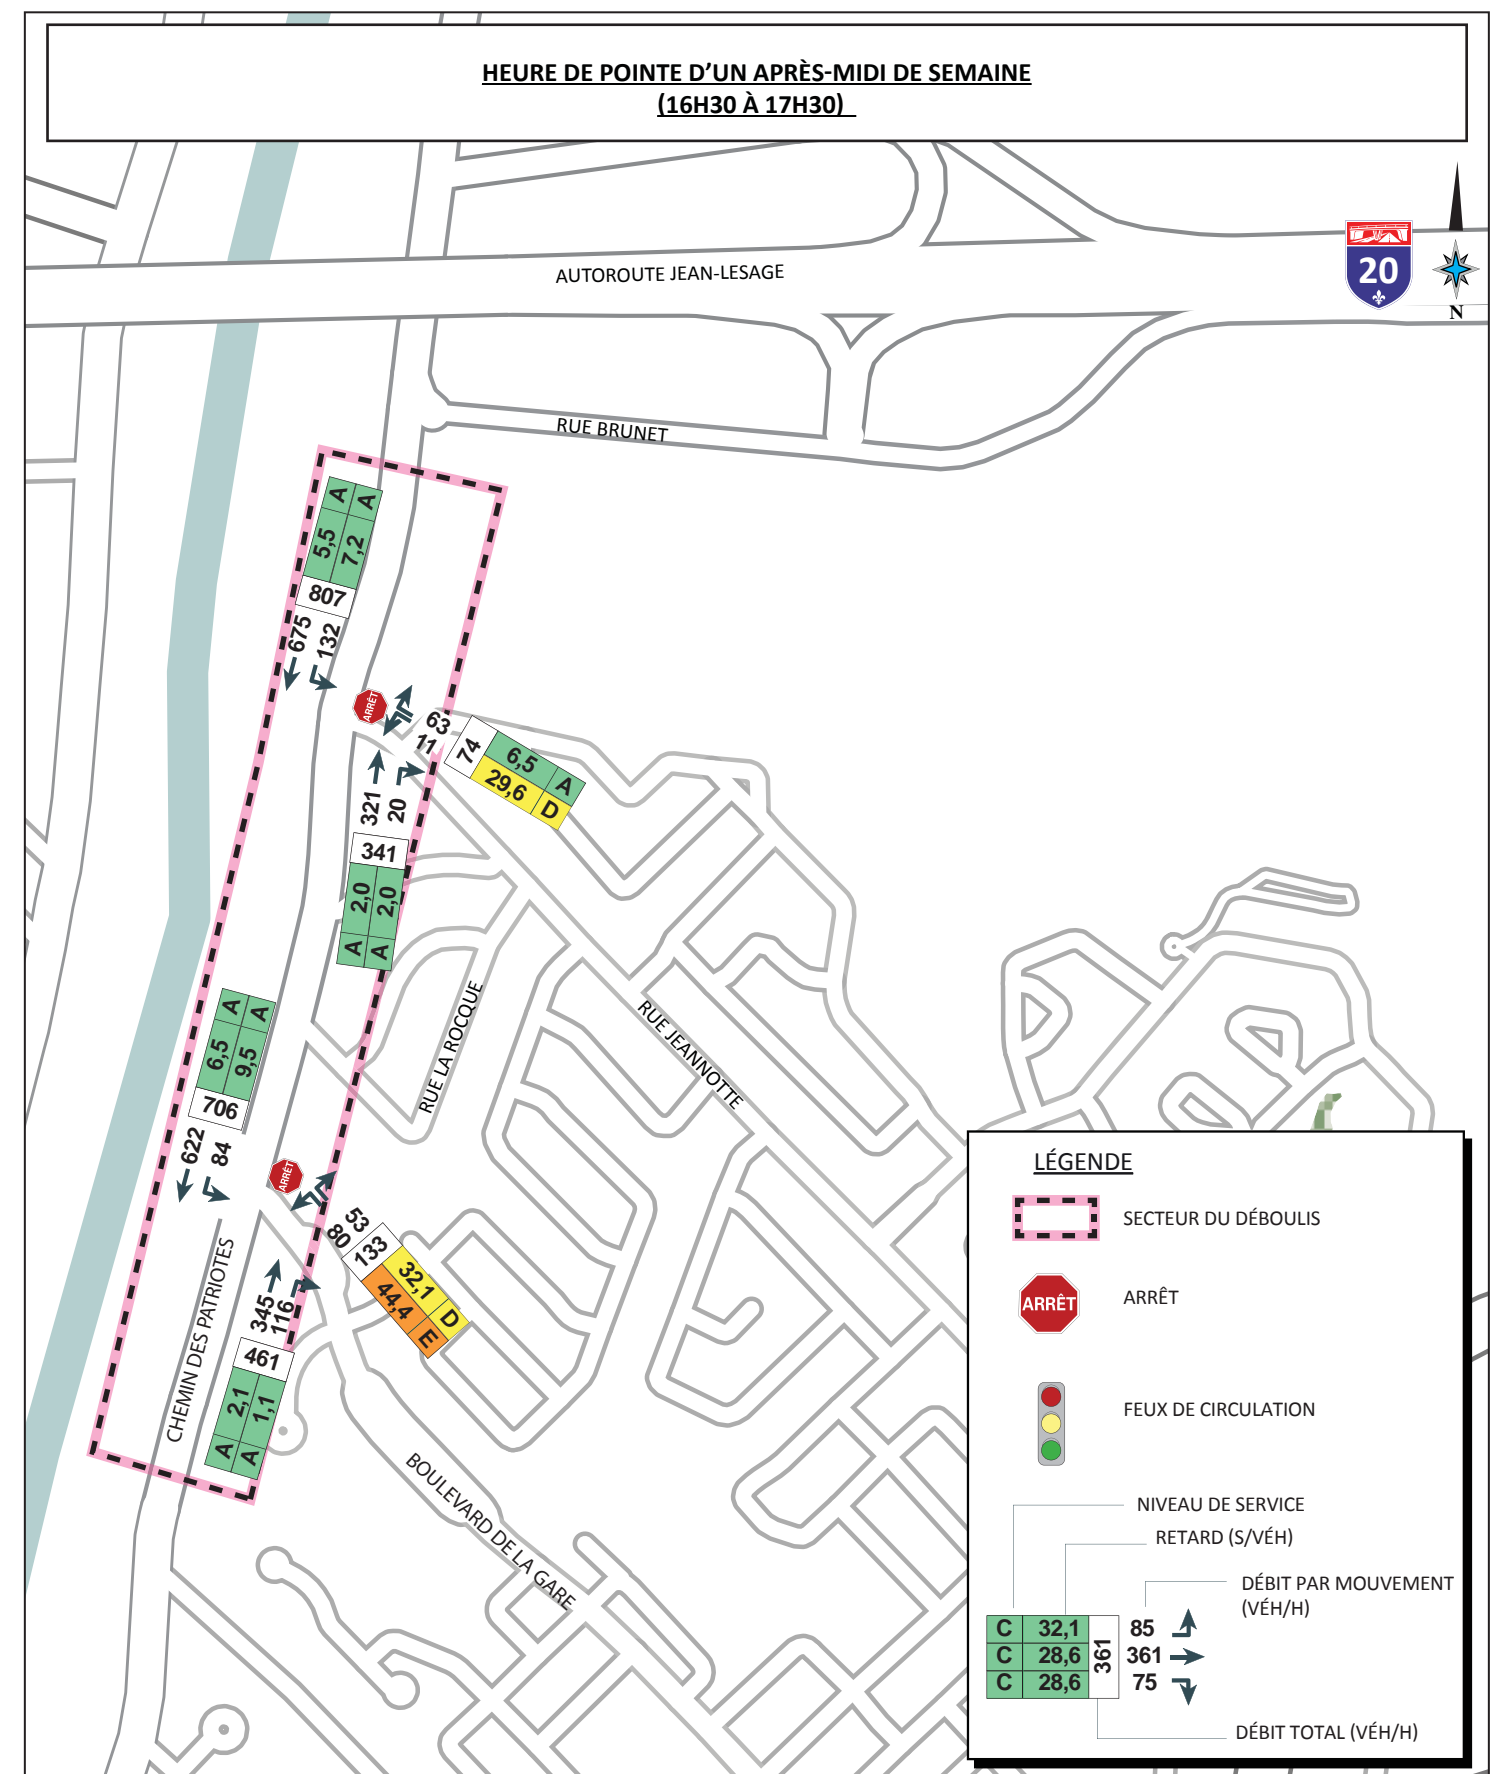 HEURE DE POINTE D'UN APRÈS-MIDI DE SEMAINE
(16H30 À 17H30)
AUTOROUTE JEAN-LESAGE
20
N
RUE BRUNET
A A
5,5 7,2
807
675 132
ARRÊT
63
11
74
6,5 A
29,6 D
321 20
341
2,0 2,0
A A
RUE LA ROCQUE
RUE JEANNOTTE
A A
6,5 9,5
706
622 84
ARRÊT
53
80
133
32,1 D
44,4 E
345 116
461
2,1 1,1
A A
CHEMIN DES PATRIOTES
BOULEVARD DE LA GARE
LÉGENDE
SECTEUR DU DÉBOULIS
ARRÊT
ARRÊT
FEUX DE CIRCULATION
NIVEAU DE SERVICE
RETARD (S/VÉH)
DÉBIT PAR MOUVEMENT
(VÉH/H)
C 32,1 85
C 28,6 361 361
C 28,6 75
DÉBIT TOTAL (VÉH/H)